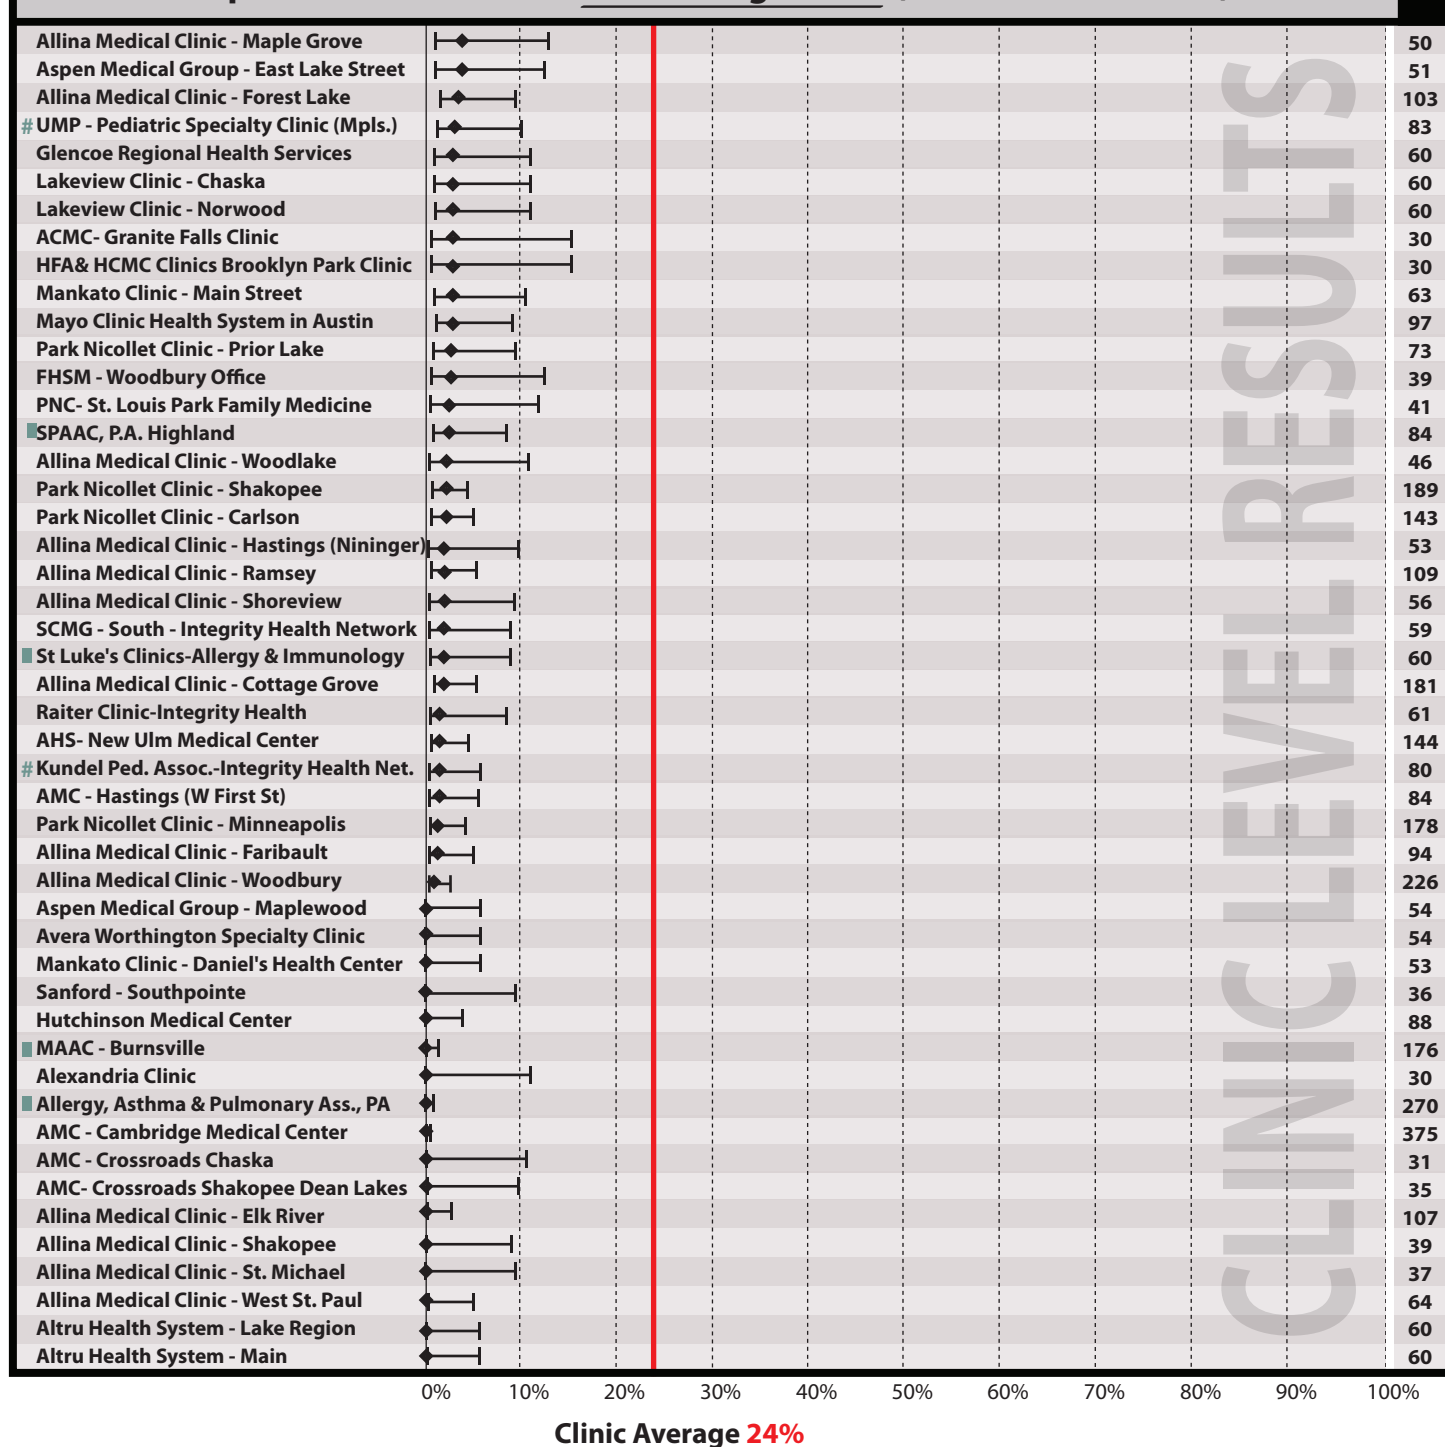 Allina Medical Clinic - Maple Grove 50
Aspen Medical Group - East Lake Street 51
Allina Medical Clinic - Forest Lake 103
# UMP - Pediatric Specialty Clinic (Mpls.) 83
Glencoe Regional Health Services 60
Lakeview Clinic - Chaska 60
Lakeview Clinic - Norwood 60
ACMC- Granite Falls Clinic 30
HFA& HCMC Clinics Brooklyn Park Clinic 30
Mankato Clinic - Main Street 63
Mayo Clinic Health System in Austin 97
Park Nicollet Clinic - Prior Lake 73
FHSM - Woodbury Office 39
PNC- St. Louis Park Family Medicine 41
SPAAC, P.A. Highland 84
Allina Medical Clinic - Woodlake 46
Park Nicollet Clinic - Shakopee 189
Park Nicollet Clinic - Carlson 143
Allina Medical Clinic - Hastings (Nininger) 53
Allina Medical Clinic - Ramsey 109
Allina Medical Clinic - Shoreview 56
SCMG - South - Integrity Health Network 59
St Luke's Clinics-Allergy & Immunology 60
Allina Medical Clinic - Cottage Grove 181
Raiter Clinic-Integrity Health 61
AHS- New Ulm Medical Center 144
# Kundel Ped. Assoc.-Integrity Health Net. 80
AMC - Hastings (W First St) 84
Park Nicollet Clinic - Minneapolis 178
Allina Medical Clinic - Faribault 94
Allina Medical Clinic - Woodbury 226
Aspen Medical Group - Maplewood 54
Avera Worthington Specialty Clinic 54
Mankato Clinic - Daniel's Health Center 53
Sanford - Southpointe 36
Hutchinson Medical Center 88
MAAC - Burnsville 176
Alexandria Clinic 30
Allergy, Asthma & Pulmonary Ass., PA 270
AMC - Cambridge Medical Center 375
AMC - Crossroads Chaska 31
AMC- Crossroads Shakopee Dean Lakes 35
Allina Medical Clinic - Elk River 107
Allina Medical Clinic - Shakopee 39
Allina Medical Clinic - St. Michael 37
Allina Medical Clinic - West St. Paul 64
Altru Health System - Lake Region 60
Altru Health System - Main 60
CLINIC LEVEL RESULTS
0% 10% 20% 30% 40% 50% 60% 70% 80% 90% 100%
Clinic Average 24%